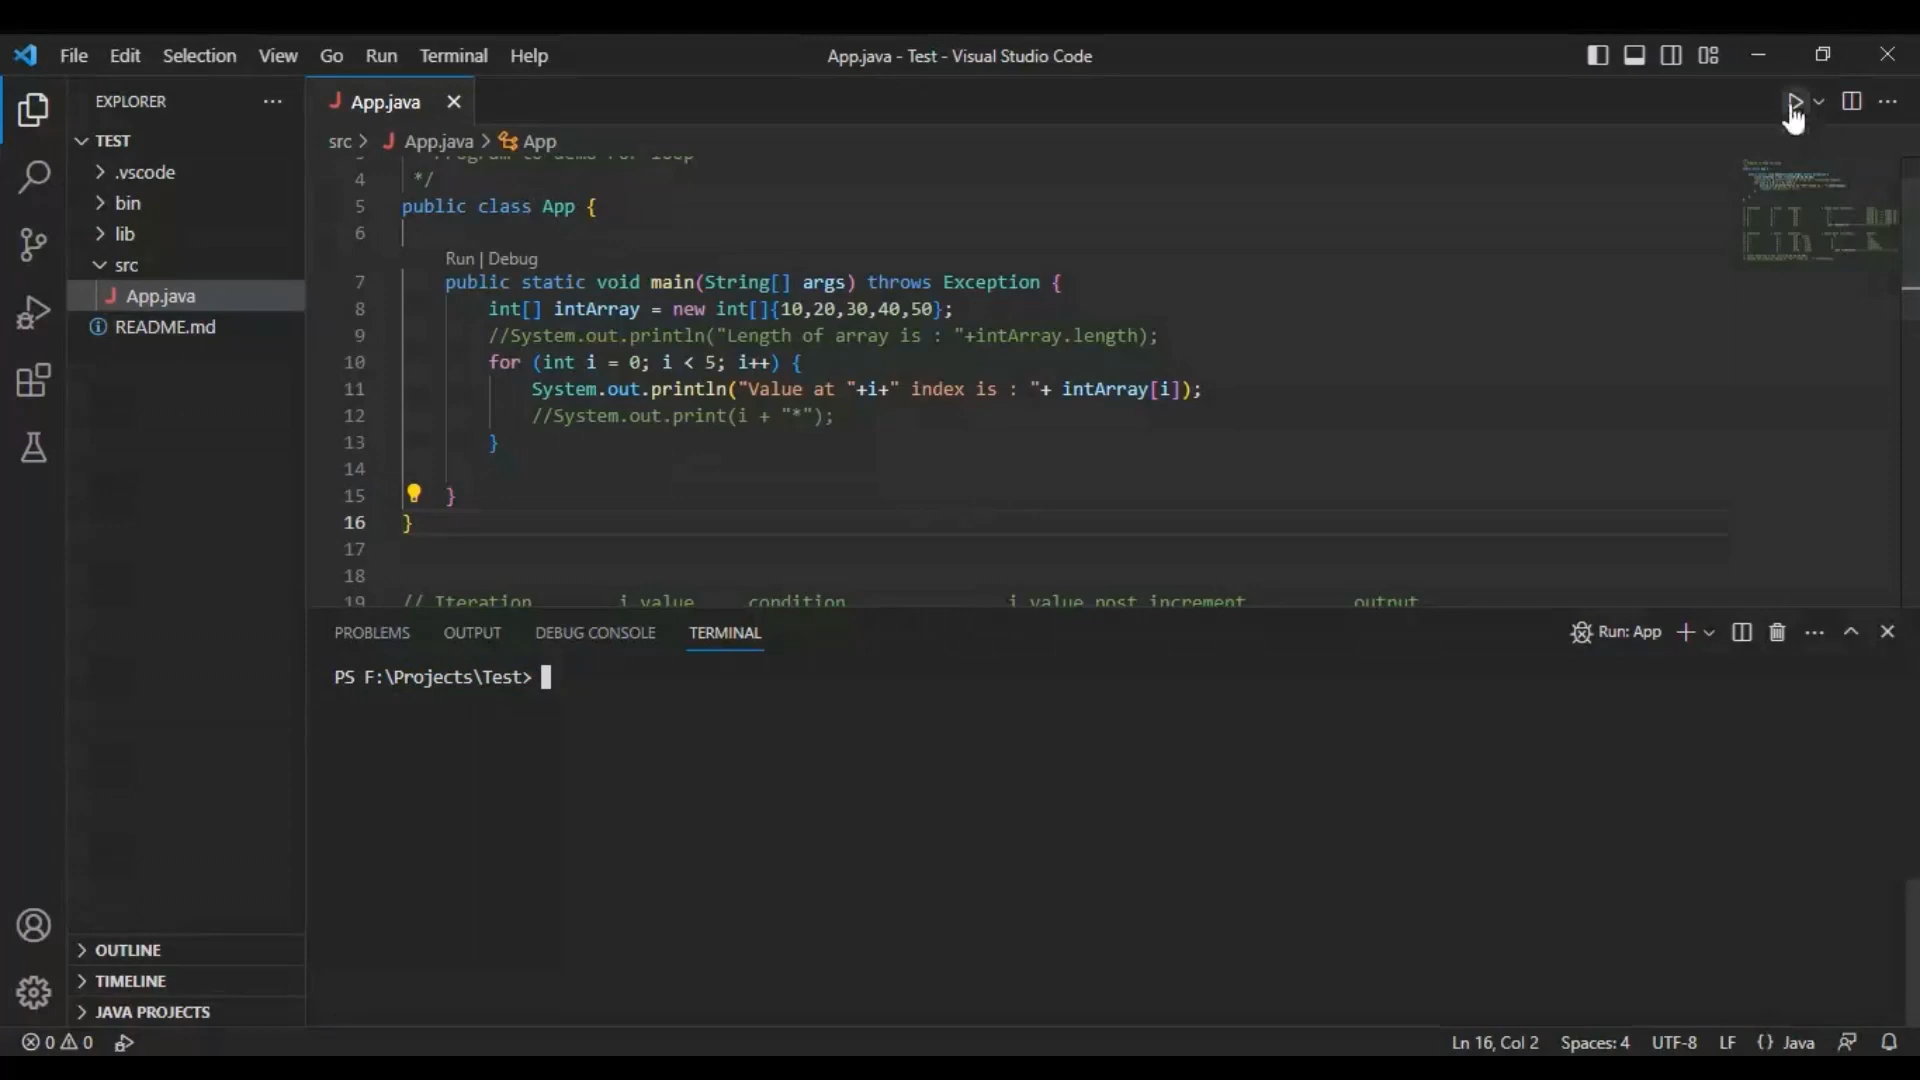 File Edit Selection View Go Run Terminal Help
App.java - Test - Visual Studio Code
EXPLORER
TEST
.vscode
bin
lib
src
App.java
README.md
OUTLINE
TIMELINE
JAVA PROJECTS
App.java
src > App.java > App
Program to demo for loop
4 */
5 public class App {
6
Run | Debug
7 public static void main(String[] args) throws Exception {
8 int[] intArray = new int[]{10,20,30,40,50};
9 //System.out.println("Length of array is : "+intArray.length);
10 for (int i = 0; i < 5; i++) {
11 System.out.println("Value at "+i+" index is : "+ intArray[i]);
12 //System.out.print(i + "*");
13 }
14
15 }
16 }
17
18
19 // Iteration i value condition i value post increment output
PROBLEMS OUTPUT DEBUG CONSOLE TERMINAL
Run: App
PS F:\Projects\Test>
0 0
Ln 16, Col 2 Spaces: 4 UTF-8 LF {} Java